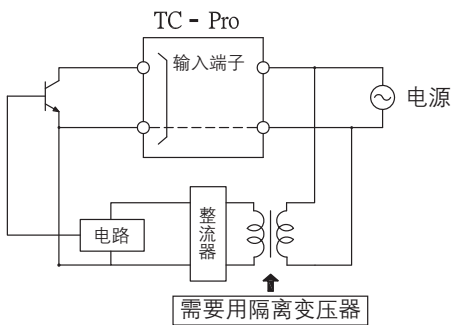 TC - Pro
输入端子
电源
整流器
电路
需要用隔离变压器